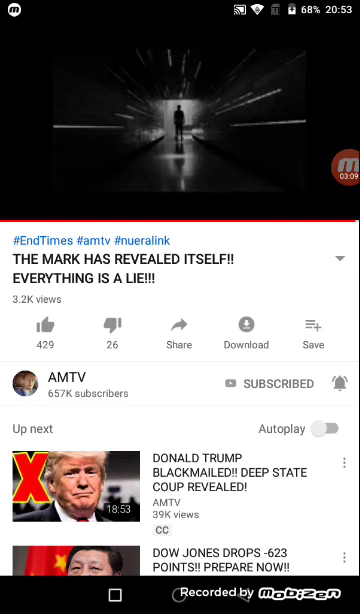 68% 20:53
03:09
#EndTimes #amtv #nueralink
THE MARK HAS REVEALED ITSELF!!
EVERYTHING IS A LIE!!!
3.2K views
429
26
Share
Download
Save
AMTV
657K subscribers
SUBSCRIBED
Up next
Autoplay
X
18:53
DONALD TRUMP
BLACKMAILED!! DEEP STATE
COUP REVEALED!
AMTV
39K views
CC
DOW JONES DROPS -623
POINTS!! PREPARE NOW!!
Recorded by Mobizen